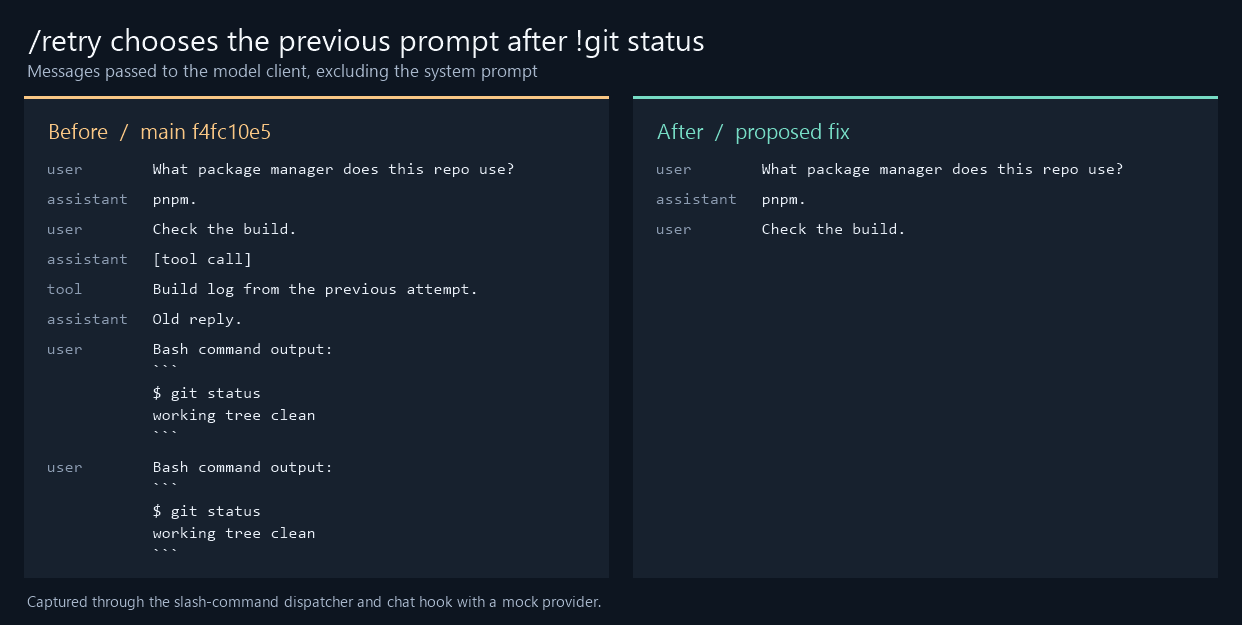 /retry chooses the previous prompt after !git status
Messages passed to the model client, excluding the system prompt
Before / main f4fc10e5
user What package manager does this repo use?
assistant pnpm.
user Check the build.
assistant [tool call]
tool Build log from the previous attempt.
assistant Old reply.
user Bash command output:
```
$ git status
working tree clean
```
user Bash command output:
```
$ git status
working tree clean
```
After / proposed fix
user What package manager does this repo use?
assistant pnpm.
user Check the build.
Captured through the slash-command dispatcher and chat hook with a mock provider.